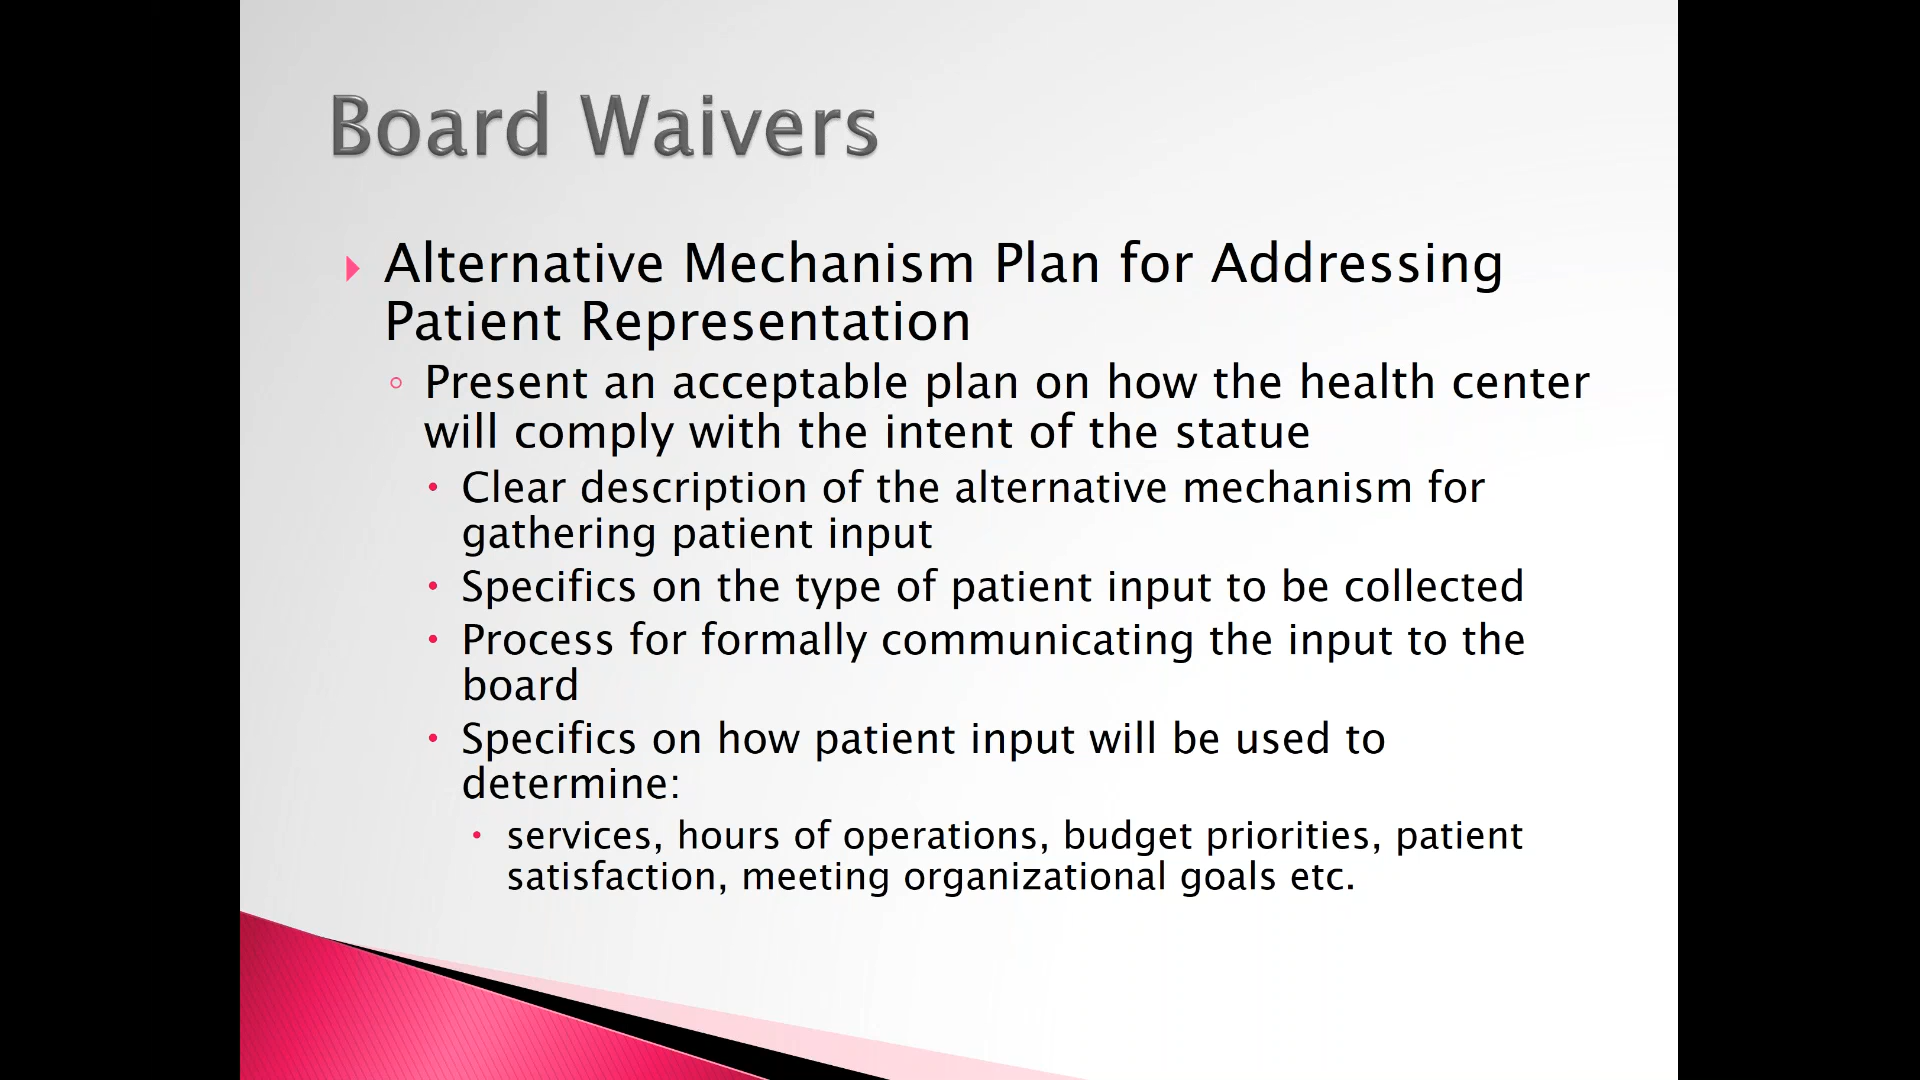 Board Waivers
Alternative Mechanism Plan for Addressing
Patient Representation
Present an acceptable plan on how the health center
will comply with the intent of the statue
Clear description of the alternative mechanism for
gathering patient input
Specifics on the type of patient input to be collected
Process for formally communicating the input to the
board
Specifics on how patient input will be used to
determine:
services, hours of operations, budget priorities, patient
satisfaction, meeting organizational goals etc.